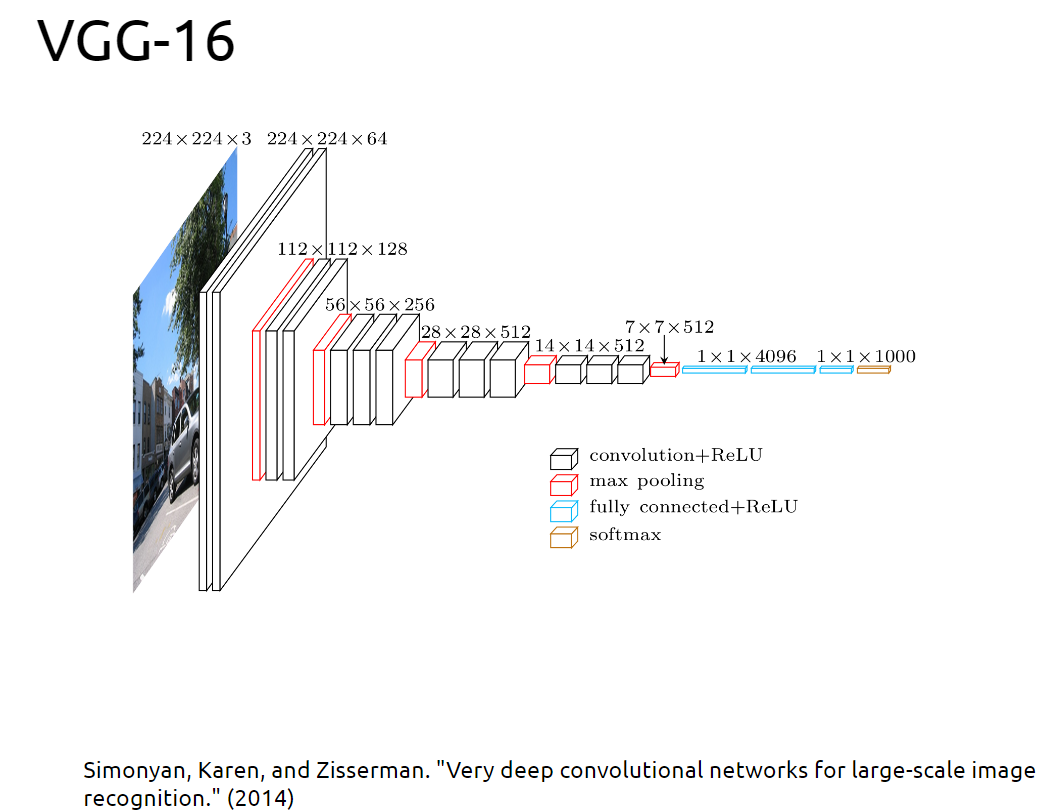 VGG-16
224×224×3
224×224×64
112×112×128
56×56×256
28×28×512
14×14×512
7×7×512
1×1×4096
1×1×1000
convolution+ReLU
max pooling
fully connected+ReLU
softmax
Simonyan, Karen, and Zisserman. "Very deep convolutional networks for large-scale image
recognition." (2014)